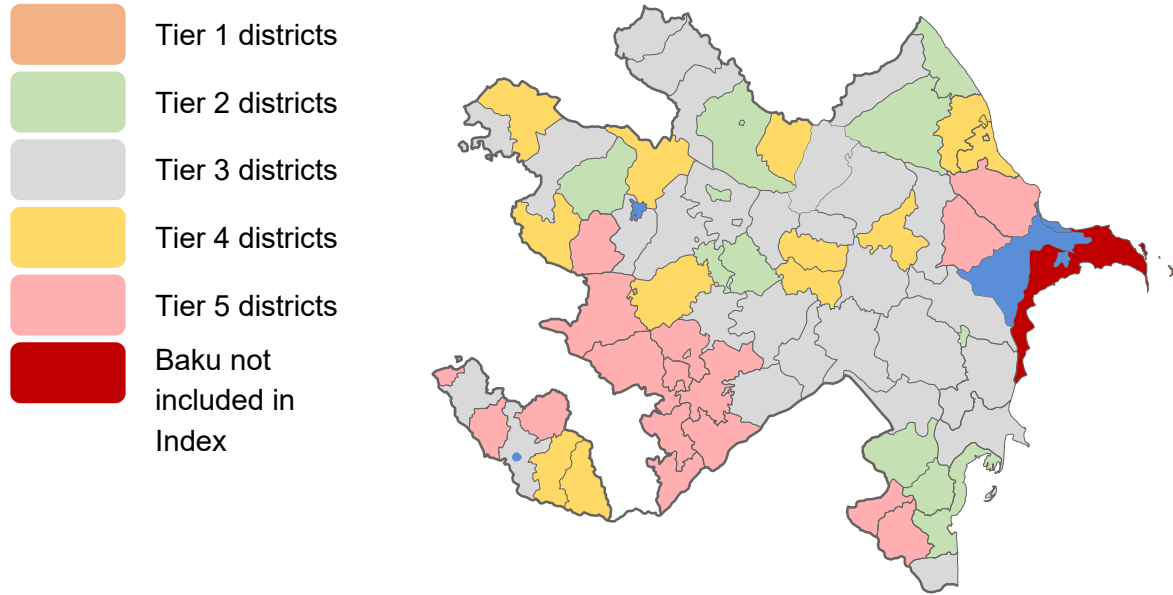 Tier 1 districts
Tier 2 districts
Tier 3 districts
Tier 4 districts
Tier 5 districts
Baku not
included in
Index